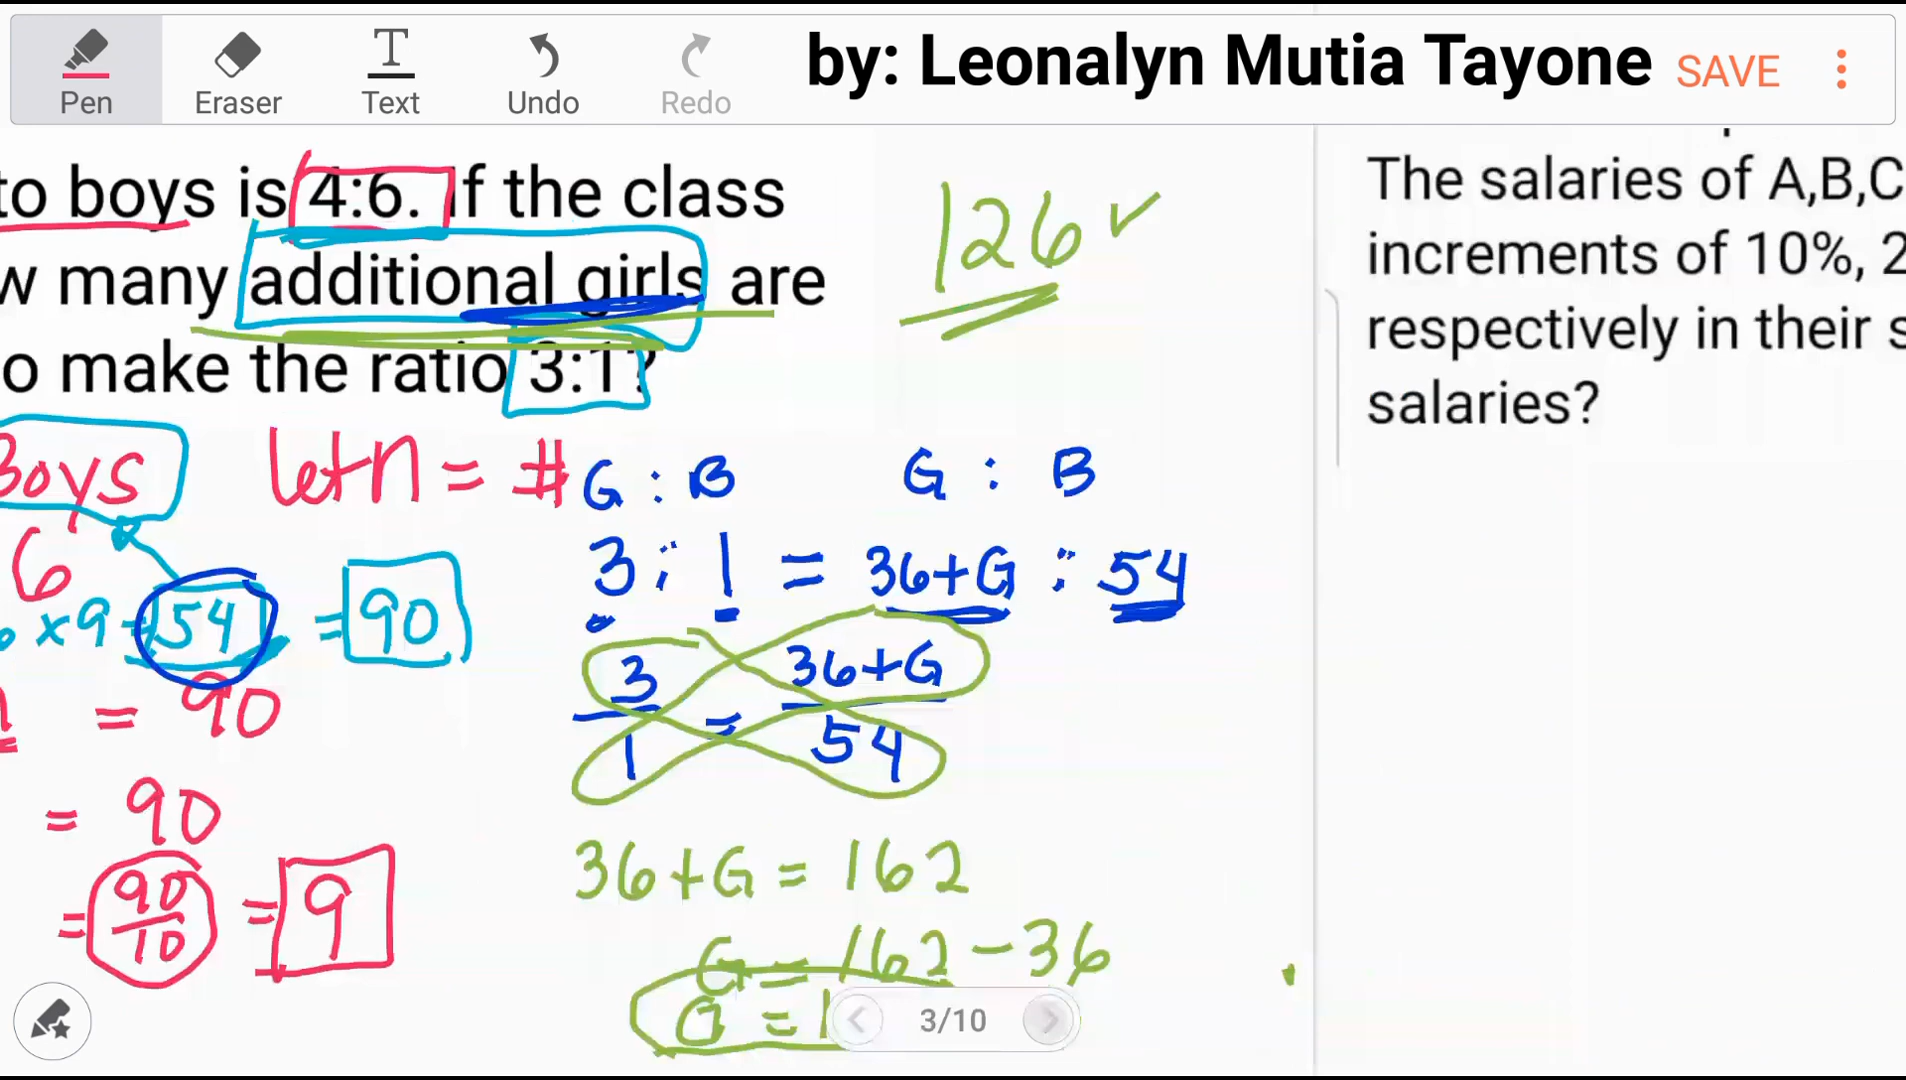 Pen
Eraser
Text
Undo
Redo
by: Leonalyn Mutia Tayone
SAVE
to boys is 4:6. If the class
w many additional girls are
o make the ratio 3:1?
126
Boys
let n = #
6
6 x 9 = 54 = 90
= 90
= 90
= 90/10 = 9
G : B G : B
3 : 1 = 36+G : 54
3/1 = 36+G/54
36+G = 162
G = 162 - 36
G = 1
3/10
The salaries of A,B,C
increments of 10%, 2
respectively in their s
salaries?